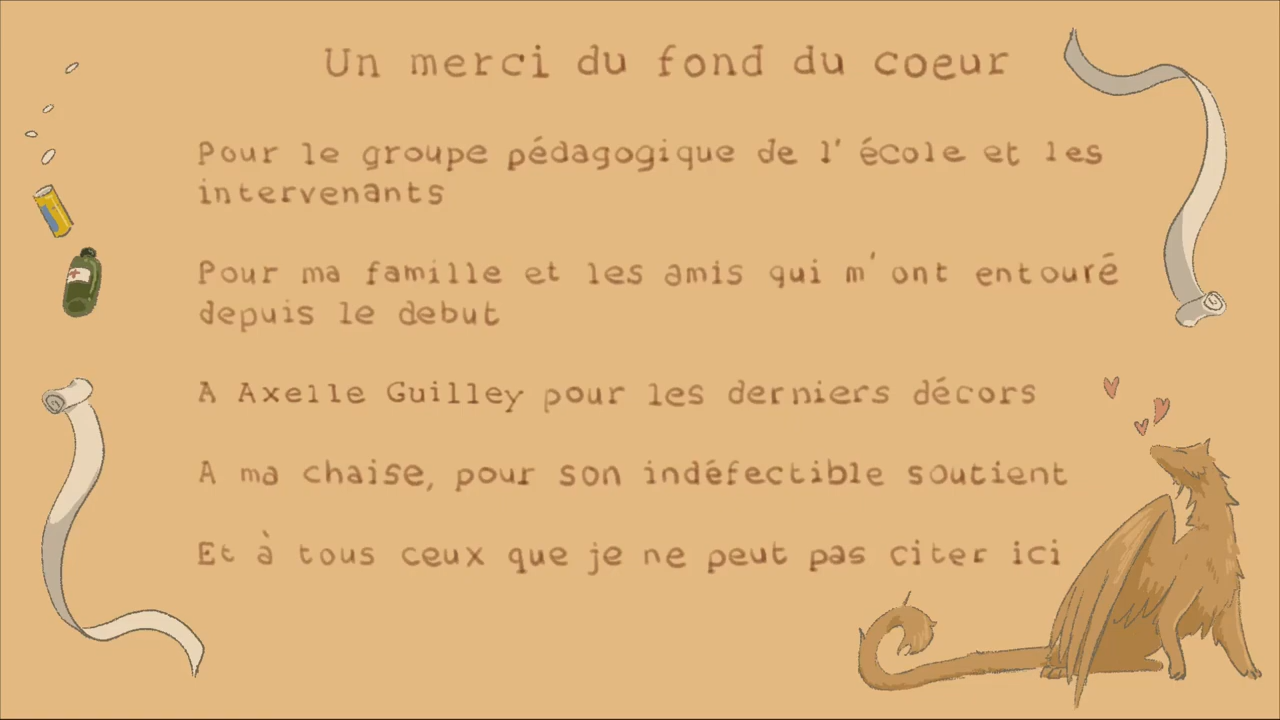 Un merci du fond du coeur
Pour le groupe pédagogique de l'école et les
intervenants
Pour ma famille et les amis qui m'ont entouré
depuis le debut
A Axelle Guilley pour les derniers décors
A ma chaise, pour son indéfectible soutient
Et à tous ceux que je ne peut pas citer ici